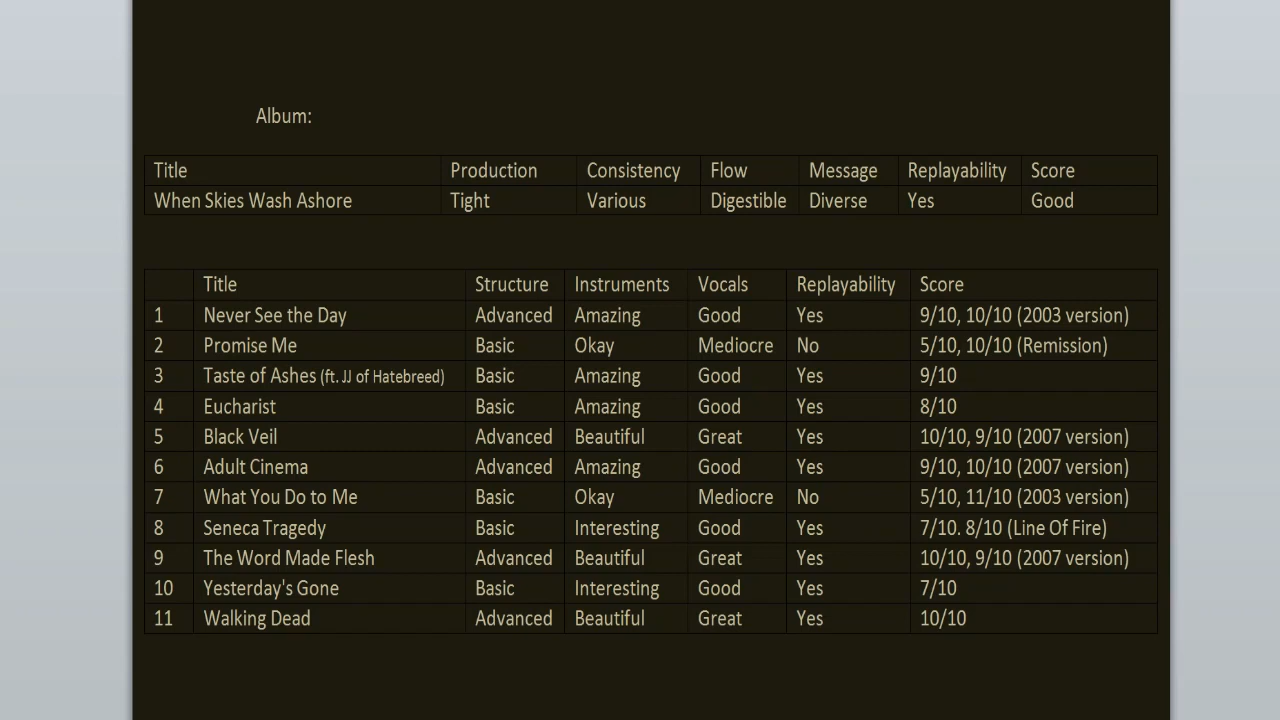 Album:
Title Production Consistency Flow Message Replayability Score
When Skies Wash Ashore Tight Various Digestible Diverse Yes Good
Title Structure Instruments Vocals Replayability Score
1 Never See the Day Advanced Amazing Good Yes 9/10, 10/10 (2003 version)
2 Promise Me Basic Okay Mediocre No 5/10, 10/10 (Remission)
3 Taste of Ashes (ft. JJ of Hatebreed) Basic Amazing Good Yes 9/10
4 Eucharist Basic Amazing Good Yes 8/10
5 Black Veil Advanced Beautiful Great Yes 10/10, 9/10 (2007 version)
6 Adult Cinema Advanced Amazing Good Yes 9/10, 10/10 (2007 version)
7 What You Do to Me Basic Okay Mediocre No 5/10, 11/10 (2003 version)
8 Seneca Tragedy Basic Interesting Good Yes 7/10. 8/10 (Line Of Fire)
9 The Word Made Flesh Advanced Beautiful Great Yes 10/10, 9/10 (2007 version)
10 Yesterday's Gone Basic Interesting Good Yes 7/10
11 Walking Dead Advanced Beautiful Great Yes 10/10